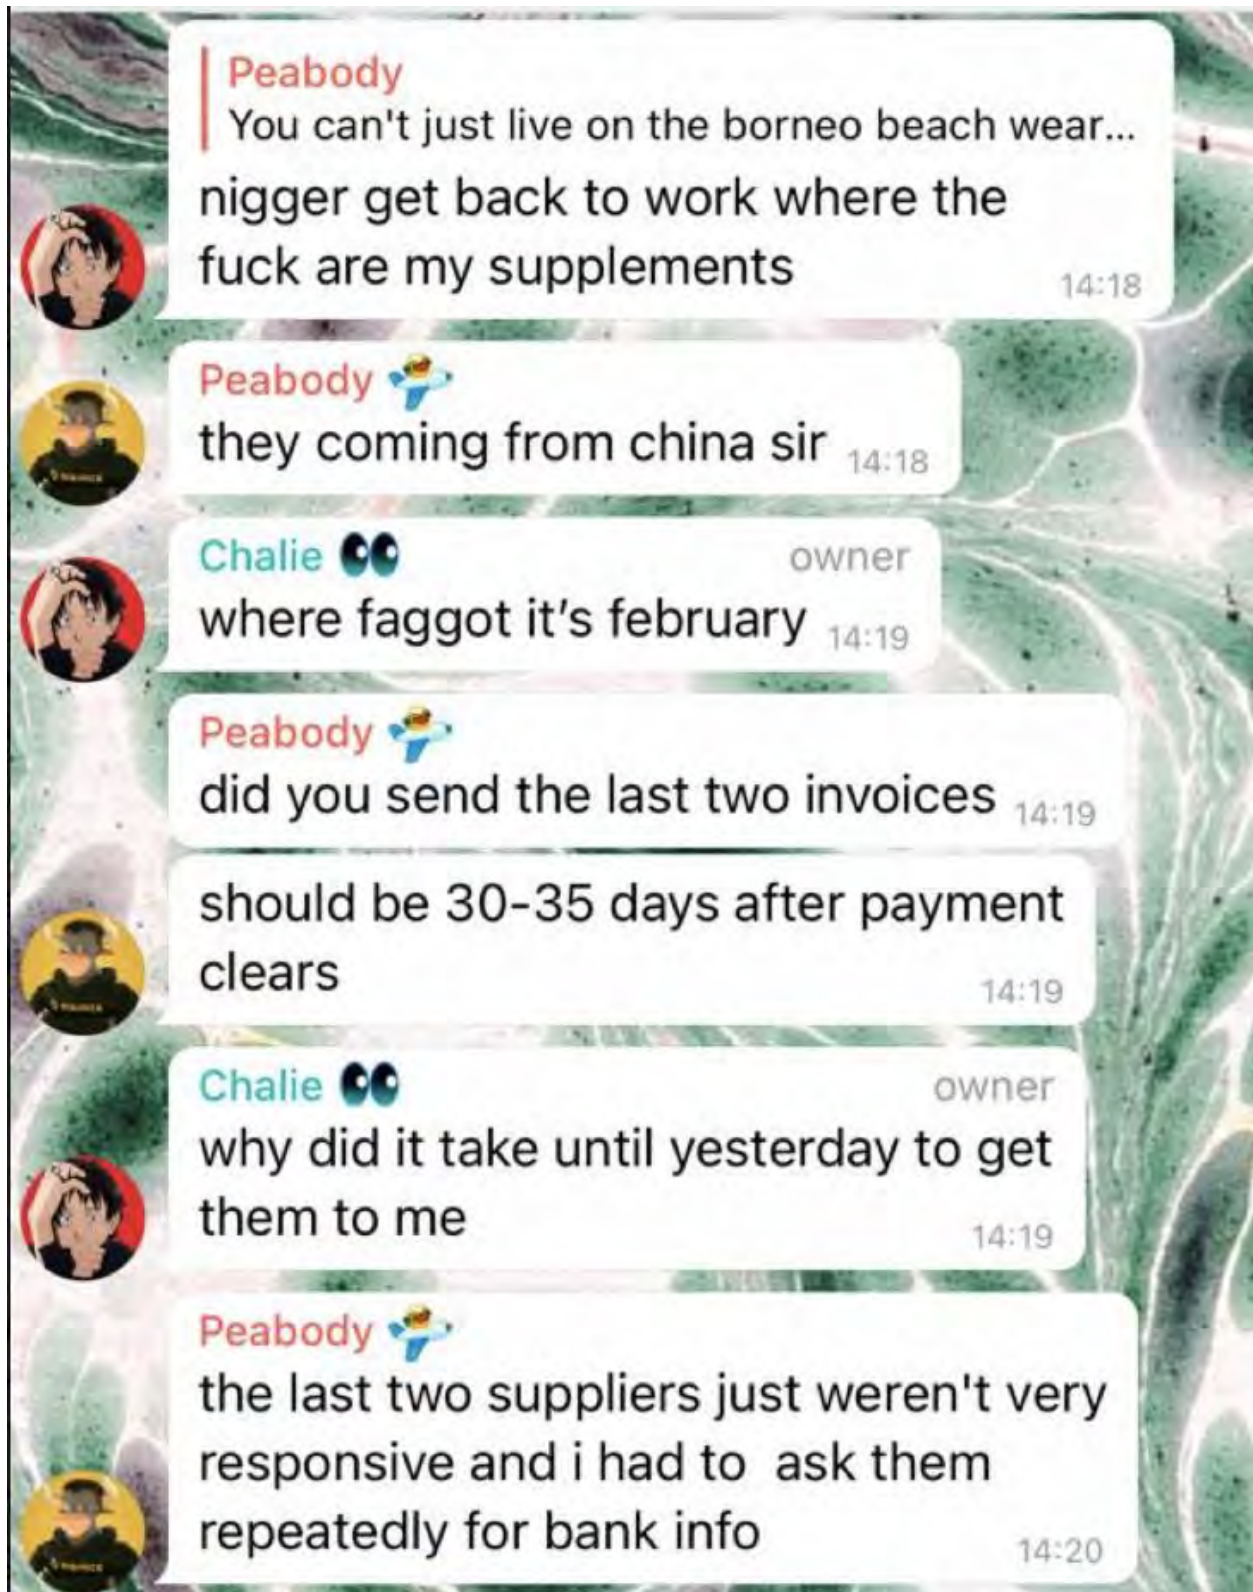 Peabody
You can't just live on the borneo beach wear...
nigger get back to work where the
fuck are my supplements
14:18
Peabody
they coming from china sir 14:18
Chalie 👀 owner
where faggot it's february 14:19
Peabody
did you send the last two invoices 14:19
should be 30-35 days after payment
clears 14:19
Chalie 👀 owner
why did it take until yesterday to get
them to me 14:19
Peabody
the last two suppliers just weren't very
responsive and i had to ask them
repeatedly for bank info 14:20